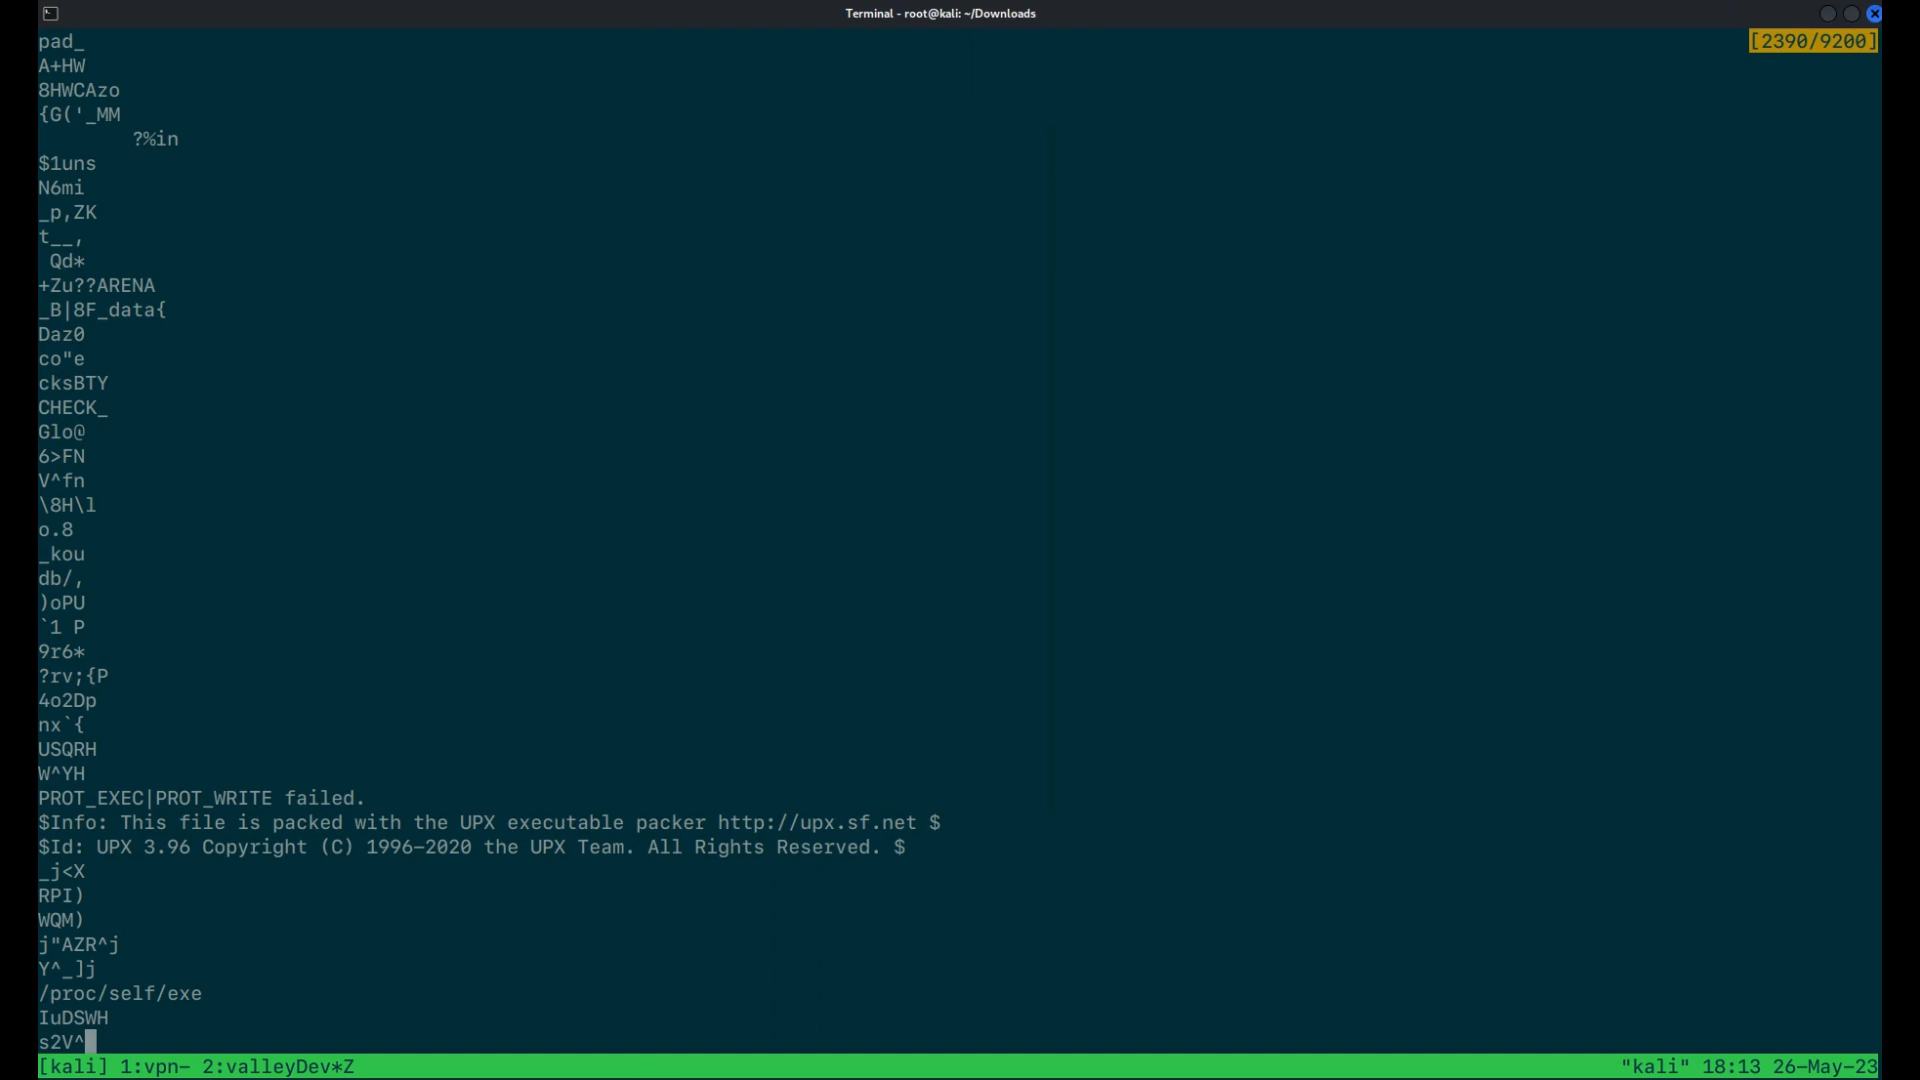 Terminal - root@kali: ~/Downloads
pad_
[2390/9200]
A+HW
8HWCAzo
{G('_MM
?%in
$1uns
N6mi
_p,ZK
t__,
Qd*
+Zu??ARENA
_B|8F_data{
Daz0
co"e
cksBTY
CHECK_
Glo@
6>FN
V^fn
\8H\l
o.8
_kou
db/,
)oPU
`1 P
9r6*
?rv;{P
4o2Dp
nx`{
USQRH
W^YH
PROT_EXEC|PROT_WRITE failed.
$Info: This file is packed with the UPX executable packer http://upx.sf.net $
$Id: UPX 3.96 Copyright (C) 1996-2020 the UPX Team. All Rights Reserved. $
_j<X
RPI)
WQM)
j"AZR^j
Y^_]j
/proc/self/exe
IuDSWH
s2V^
[kali] 1:vpn- 2:valleyDev*Z "kali" 18:13 26-May-23